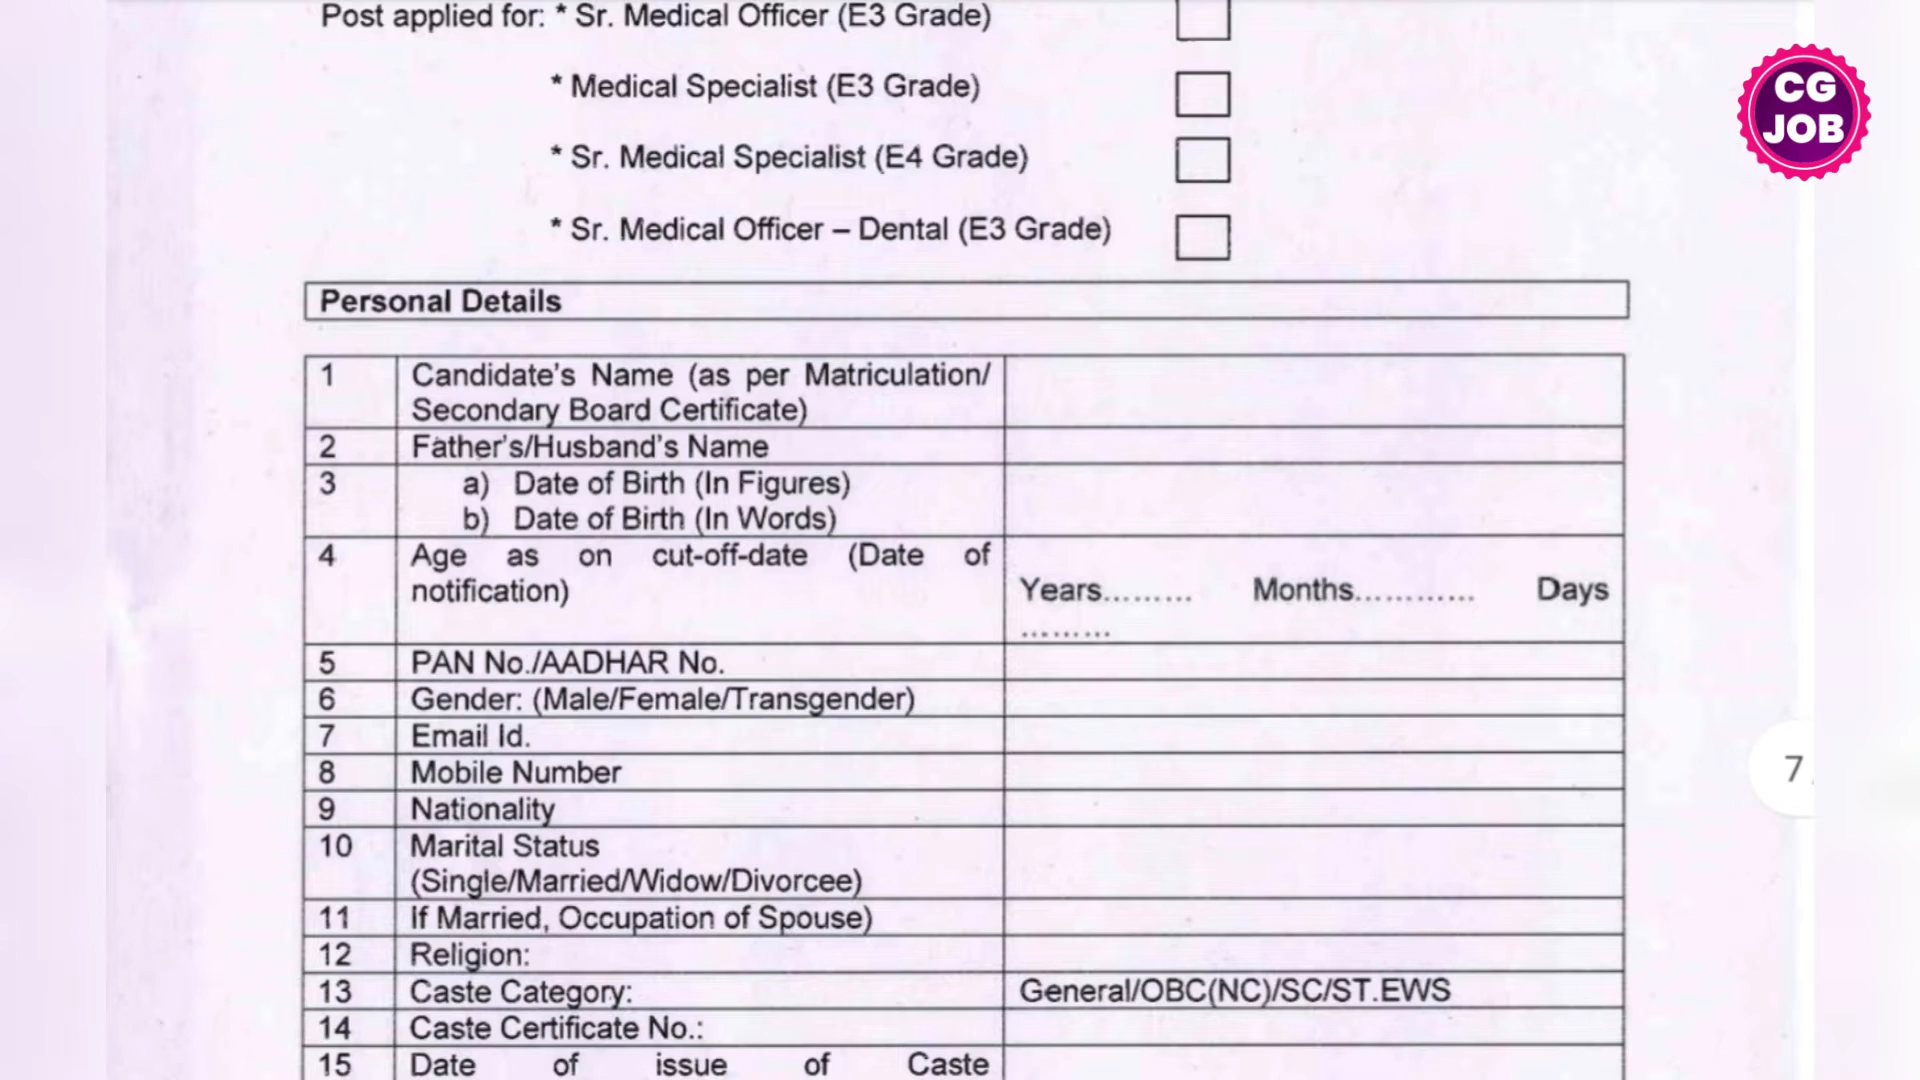 Post applied for: * Sr. Medical Officer (E3 Grade)
* Medical Specialist (E3 Grade)
* Sr. Medical Specialist (E4 Grade)
* Sr. Medical Officer – Dental (E3 Grade)
CG
JOB
Personal Details
1 Candidate's Name (as per Matriculation/
Secondary Board Certificate)
2 Father's/Husband's Name
3 a) Date of Birth (In Figures)
b) Date of Birth (In Words)
4 Age as on cut-off-date (Date of
notification) Years......... Months............ Days
.........
5 PAN No./AADHAR No.
6 Gender: (Male/Female/Transgender)
7 Email Id.
8 Mobile Number
9 Nationality
10 Marital Status
(Single/Married/Widow/Divorcee)
11 If Married, Occupation of Spouse)
12 Religion:
13 Caste Category: General/OBC(NC)/SC/ST.EWS
14 Caste Certificate No.:
15 Date of issue of Caste
7